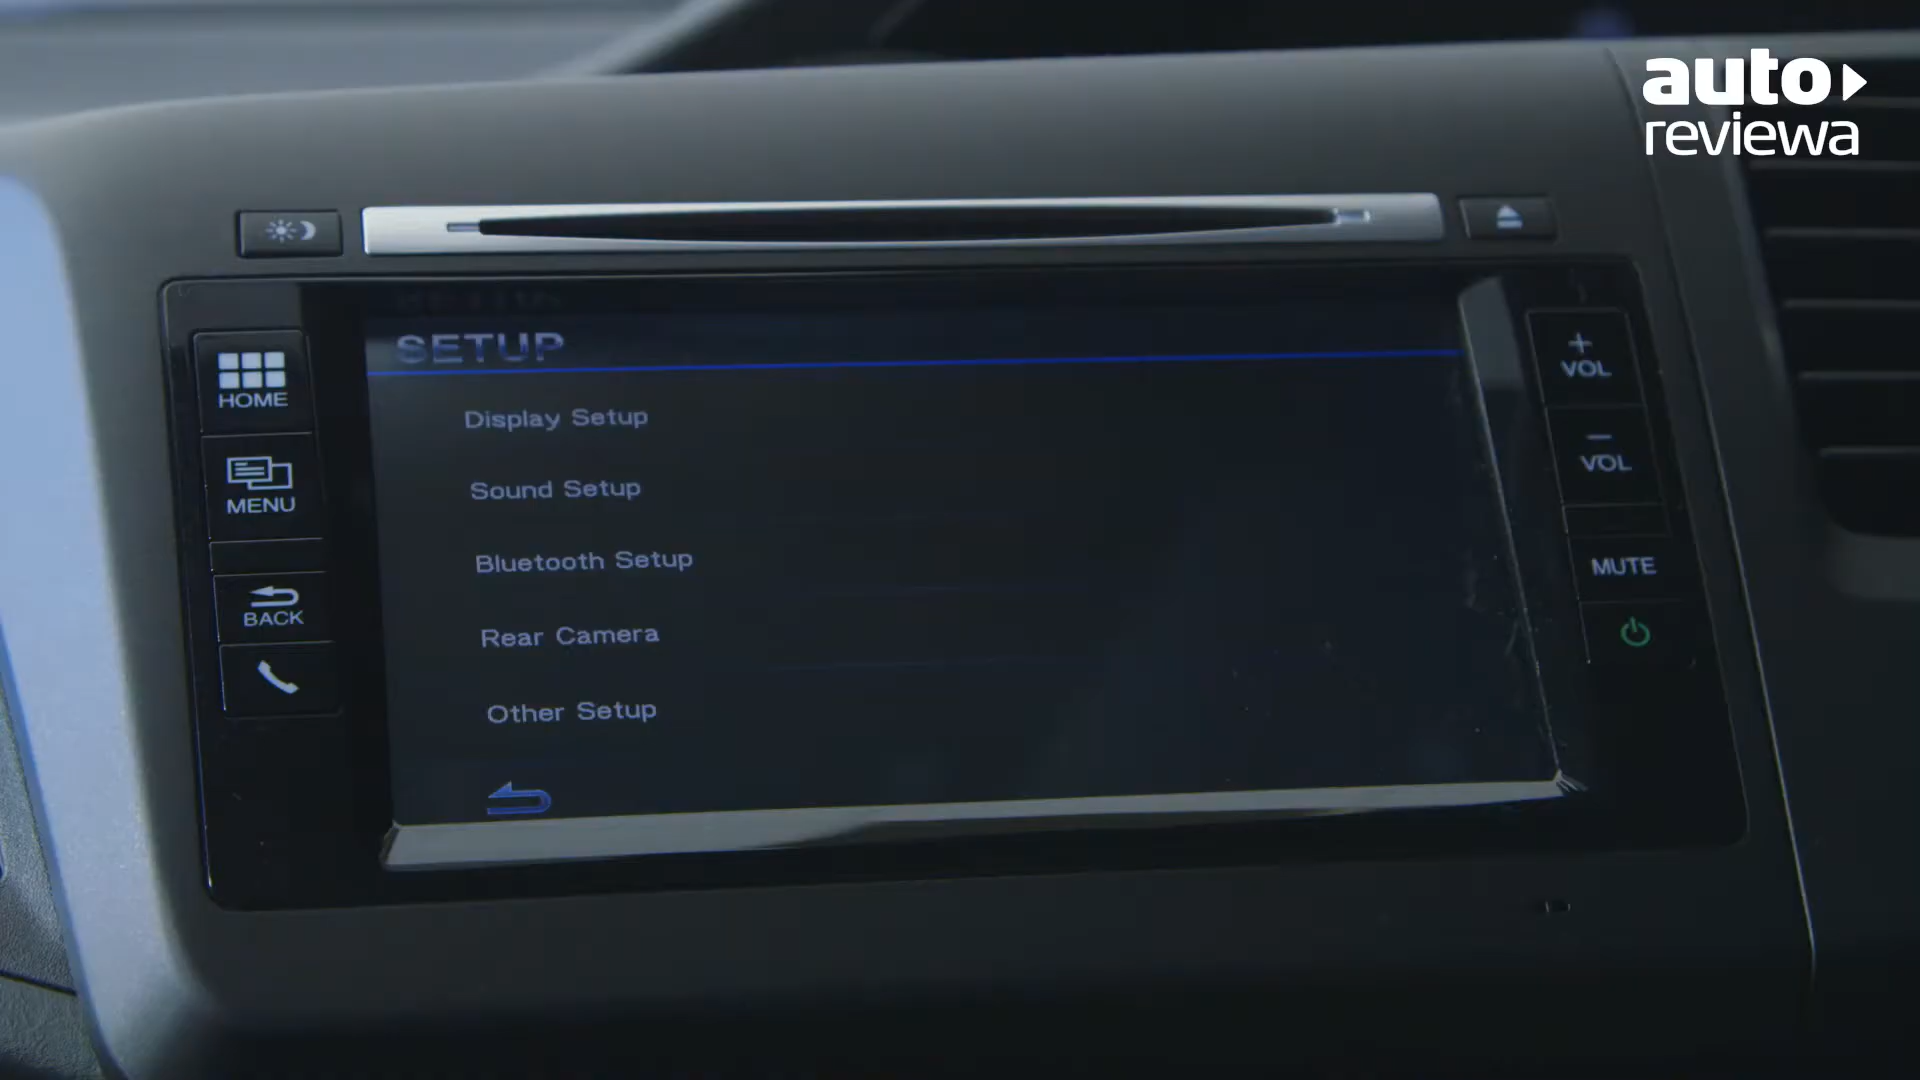 auto
reviewa
SETUP
HOME
MENU
BACK
Display Setup
Sound Setup
Bluetooth Setup
Rear Camera
Other Setup
+
VOL
–
VOL
MUTE